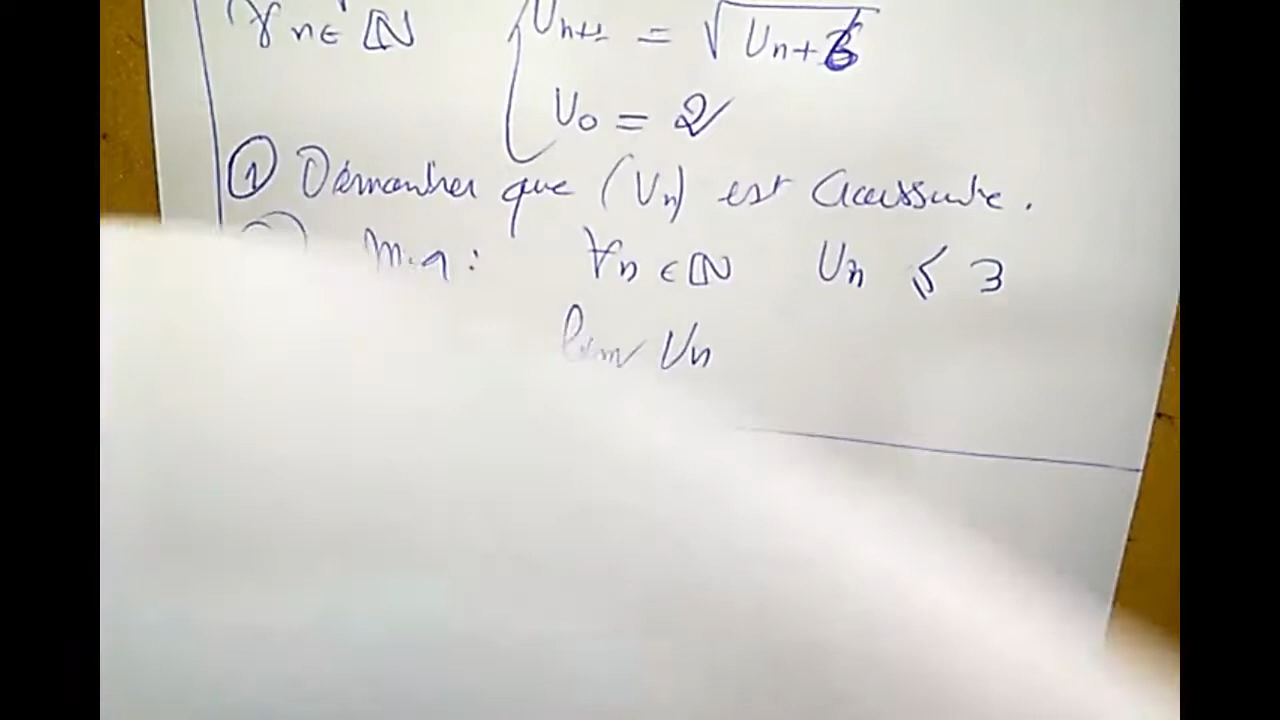 ∀n∈ℕ { Uₙ₊₁ = √(Uₙ+6)
U₀ = 2
① Démontrer que (Uₙ) est Croissante.
m.q : ∀n∈ℕ Uₙ ≤ 3
lim Uₙ